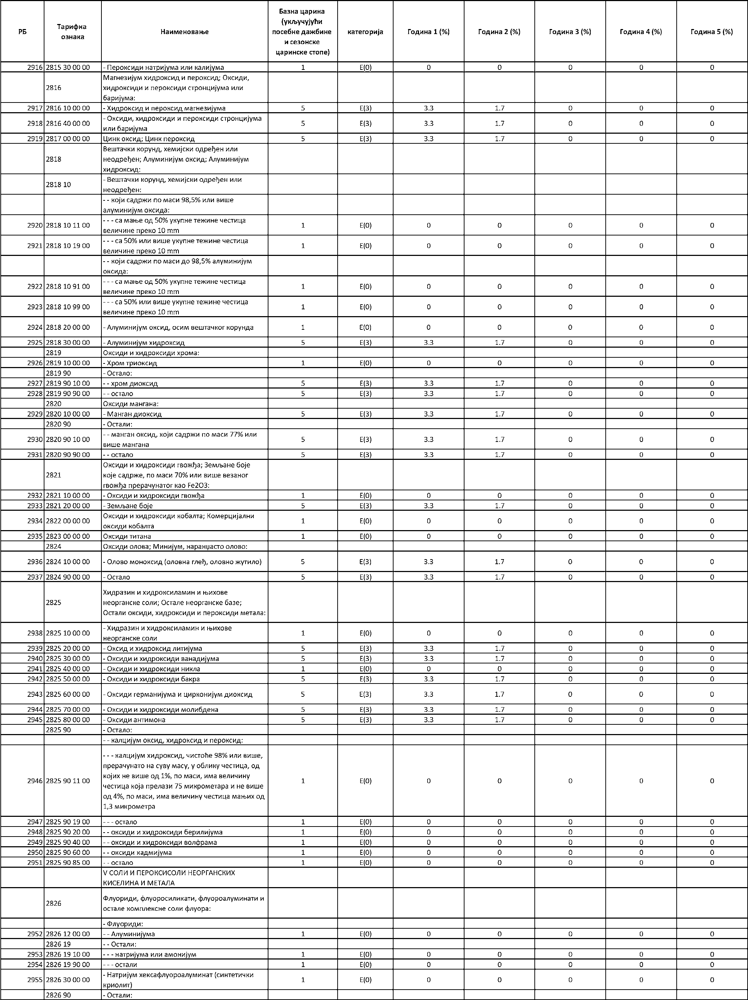 РБ Тарифна ознака Наименовање Базна царина (укључујући посебне дажбине и сезонске царинске стопе) категорија Година 1 (%) Година 2 (%) Година 3 (%) Година 4 (%) Година 5 (%)
2916 2815 30 00 00 - Пероксиди натријума или калијума 1 E(0) 0 0 0 0 0
2816 Магнезијум хидроксид и пероксид; Оксиди,
хидроксиди и пероксиди стронцијума или
баријума:
2917 2816 10 00 00 - Хидроксид и пероксид магнезијума 5 E(3) 3.3 1.7 0 0 0
2918 2816 40 00 00 - Оксиди, хидроксиди и пероксиди стронцијума
или баријума 5 E(3) 3.3 1.7 0 0 0
2919 2817 00 00 00 Цинк оксид; Цинк пероксид 5 E(3) 3.3 1.7 0 0 0
2818 Вештачки корунд, хемијски одређен или
неодређен; Алуминијум оксид; Алуминијум
хидроксид:
2818 10 - Вештачки корунд, хемијски одређен или
неодређен:
- - који садржи по маси 98,5% или више
алуминијум оксида:
2920 2818 10 11 00 - - - са мање од 50% укупне тежине честица
величине преко 10 mm 1 E(0) 0 0 0 0 0
2921 2818 10 19 00 - - - са 50% или више укупне тежине честица
величине преко 10 mm 1 E(0) 0 0 0 0 0
- - који садржи по маси до 98,5% алуминијум
оксида:
2922 2818 10 91 00 - - - са мање од 50% укупне тежине честица
величине преко 10 mm 1 E(0) 0 0 0 0 0
2923 2818 10 99 00 - - - са 50% или више укупне тежине честица
величине преко 10 mm 1 E(0) 0 0 0 0 0
2924 2818 20 00 00 - Алуминијум оксид, осим вештачког корунда 1 E(0) 0 0 0 0 0
2925 2818 30 00 00 - Алуминијум хидроксид 5 E(3) 3.3 1.7 0 0 0
2819 Оксиди и хидроксиди хрома:
2926 2819 10 00 00 - Хром триоксид 1 E(0) 0 0 0 0 0
2819 90 - Остало:
2927 2819 90 10 00 - - хром диоксид 5 E(3) 3.3 1.7 0 0 0
2928 2819 90 90 00 - - остало 5 E(3) 3.3 1.7 0 0 0
2820 Оксиди мангана:
2929 2820 10 00 00 - Манган диоксид 5 E(3) 3.3 1.7 0 0 0
2820 90 - Остали:
2930 2820 90 10 00 - - манган оксид, који садржи по маси 77% или
више мангана 5 E(3) 3.3 1.7 0 0 0
2931 2820 90 90 00 - - остало 5 E(3) 3.3 1.7 0 0 0
2821 Оксиди и хидроксиди гвожђа; Земљане боје
које садрже, по маси 70% или више везаног
гвожђа прерачунатог као Fe2O3:
2932 2821 10 00 00 - Оксиди и хидроксиди гвожђа 1 E(0) 0 0 0 0 0
2933 2821 20 00 00 - Земљане боје 5 E(3) 3.3 1.7 0 0 0
2934 2822 00 00 00 Оксиди и хидроксиди кобалта; Комерцијални
оксиди кобалта 1 E(0) 0 0 0 0 0
2935 2823 00 00 00 Оксиди титана 1 E(0) 0 0 0 0 0
2824 Оксиди олова; Минијум, наранџасто олово:
2936 2824 10 00 00 - Олово моноксид (оловна глеђ, оловно жутило) 5 E(3) 3.3 1.7 0 0 0
2937 2824 90 00 00 - Остало 5 E(3) 3.3 1.7 0 0 0
2825 Хидразин и хидроксиламин и њихове
неорганске соли; Остале неорганске базе;
Остали оксиди, хидроксиди и пероксиди метала:
2938 2825 10 00 00 - Хидразин и хидроксиламин и њихове
неорганске соли 1 E(0) 0 0 0 0 0
2939 2825 20 00 00 - Оксид и хидроксид литијума 5 E(3) 3.3 1.7 0 0 0
2940 2825 30 00 00 - Оксиди и хидроксиди ванадијума 5 E(3) 3.3 1.7 0 0 0
2941 2825 40 00 00 - Оксиди и хидроксиди никла 1 E(0) 0 0 0 0 0
2942 2825 50 00 00 - Оксиди и хидроксиди бакра 5 E(3) 3.3 1.7 0 0 0
2943 2825 60 00 00 - Оксиди германијума и цирконијум диоксид 5 E(3) 3.3 1.7 0 0 0
2944 2825 70 00 00 - Оксиди и хидроксиди молибдена 5 E(3) 3.3 1.7 0 0 0
2945 2825 80 00 00 - Оксиди антимона 5 E(3) 3.3 1.7 0 0 0
2825 90 - Остало:
- - калцијум оксид, хидроксид и пероксид:
2946 2825 90 11 00 - - - калцијум хидроксид, чистоће 98% или више,
прерачунато на суву масу, у облику честица, од
којих не више од 1%, по маси, има величину
честица која прелази 75 микрометара и не више
од 4%, по маси, има величину честица мањих од
1,3 микрометра 1 E(0) 0 0 0 0 0
2947 2825 90 19 00 - - - остало 1 E(0) 0 0 0 0 0
2948 2825 90 20 00 - - оксиди и хидроксиди берилијума 1 E(0) 0 0 0 0 0
2949 2825 90 40 00 - - оксиди и хидроксиди волфрама 1 E(0) 0 0 0 0 0
2950 2825 90 60 00 - - оксиди кадмијума 1 E(0) 0 0 0 0 0
2951 2825 90 85 00 - - остало 1 E(0) 0 0 0 0 0
V СОЛИ И ПЕРОКСИСОЛИ НЕОРГАНСКИХ
КИСЕЛИНА И МЕТАЛА
2826 Флуориди, флуоросиликати, флуороалуминати и
остале комплексне соли флуора:
- Флуориди:
2952 2826 12 00 00 - - Алуминијума 1 E(0) 0 0 0 0 0
2826 19 - - Остали:
2953 2826 19 10 00 - - - натријума или амонијум 1 E(0) 0 0 0 0 0
2954 2826 19 90 00 - - - остали 1 E(0) 0 0 0 0 0
2955 2826 30 00 00 - Натријум хексафлуороалуминат (синтетички
криолит) 1 E(0) 0 0 0 0 0
2826 90 - Остали: